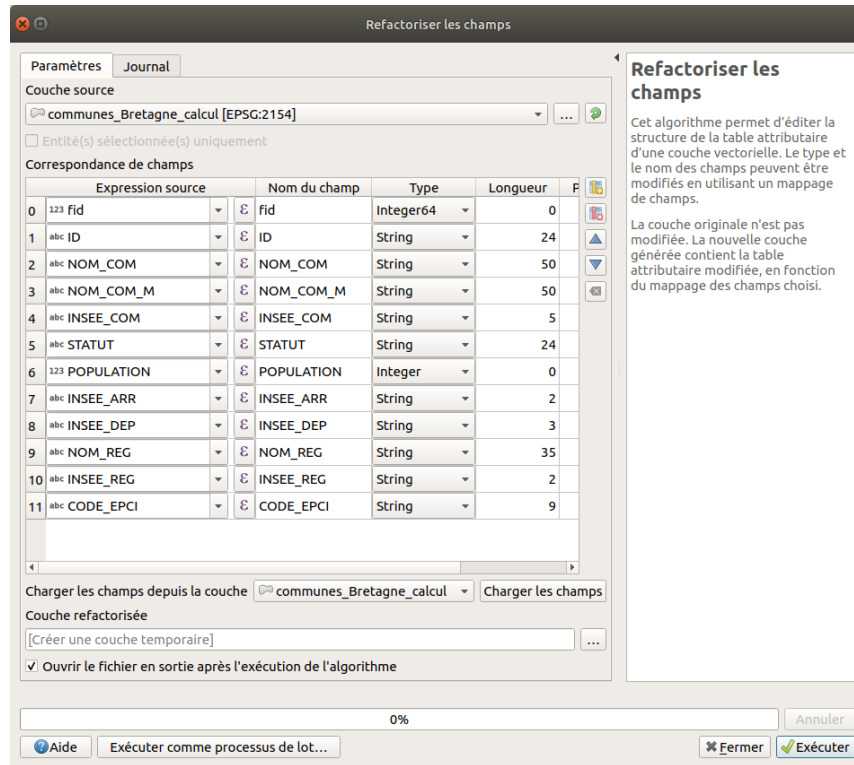 Refactoriser les champs
Paramètres Journal
Couche source
communes_Bretagne_calcul [EPSG:2154] ...
Entité(s) sélectionnée(s) uniquement
Correspondance de champs
Expression source Nom du champ Type Longueur P
0 123 fid ε fid Integer64 0
1 abc ID ε ID String 24
2 abc NOM_COM ε NOM_COM String 50
3 abc NOM_COM_M ε NOM_COM_M String 50
4 abc INSEE_COM ε INSEE_COM String 5
5 abc STATUT ε STATUT String 24
6 123 POPULATION ε POPULATION Integer 0
7 abc INSEE_ARR ε INSEE_ARR String 2
8 abc INSEE_DEP ε INSEE_DEP String 3
9 abc NOM_REG ε NOM_REG String 35
10 abc INSEE_REG ε INSEE_REG String 2
11 abc CODE_EPCI ε CODE_EPCI String 9
Charger les champs depuis la couche communes_Bretagne_calcul Charger les champs
Couche refactorisée
[Créer une couche temporaire] ...
Ouvrir le fichier en sortie après l'exécution de l'algorithme
Refactoriser les
champs
Cet algorithme permet d'éditer la
structure de la table attributaire
d'une couche vectorielle. Le type et
le nom des champs peuvent être
modifiés en utilisant un mappage
de champs.
La couche originale n'est pas
modifiée. La nouvelle couche
générée contient la table
attributaire modifiée, en fonction
du mappage des champs choisi.
0% Annuler
Aide Exécuter comme processus de lot... Fermer Exécuter